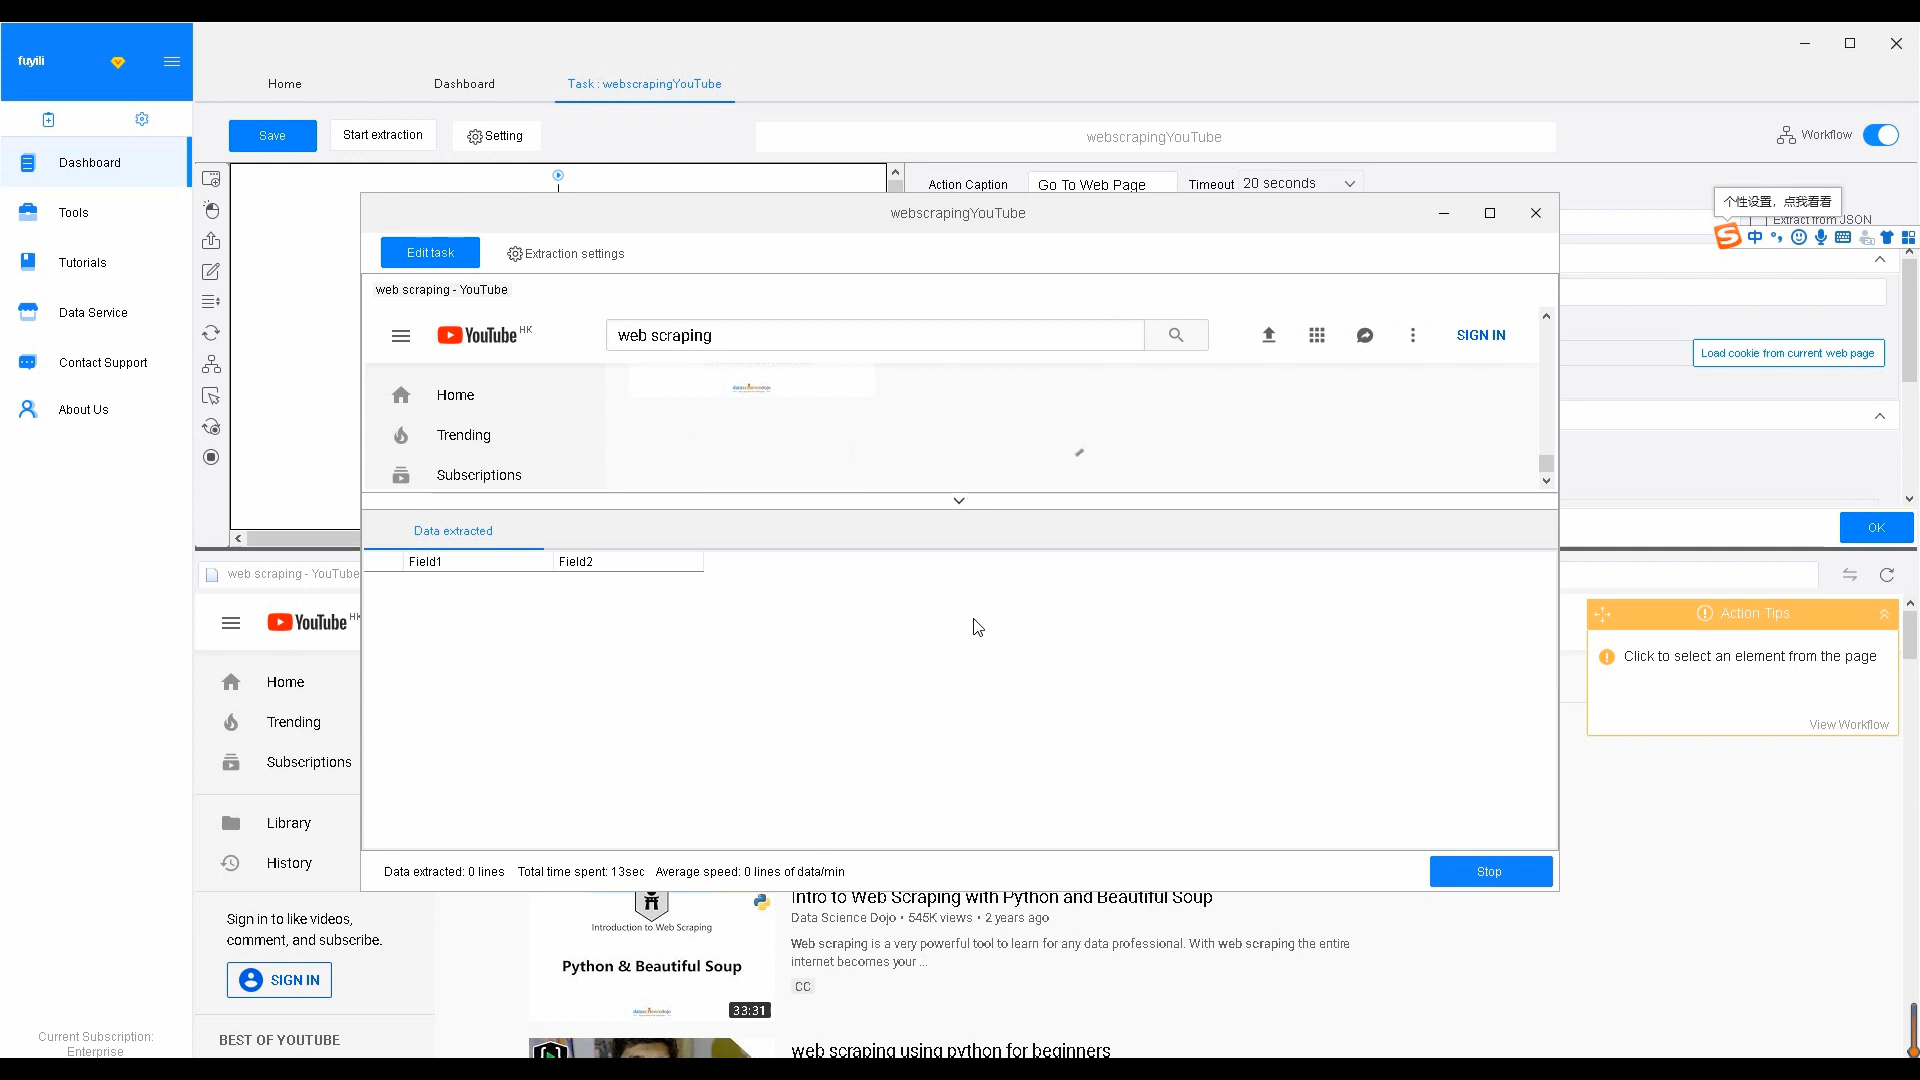 fuyili
Home
Dashboard
Task : webscrapingYouTube
Save
Start extraction
Setting
webscrapingYouTube
Workflow
Dashboard
Tools
Tutorials
Data Service
Contact Support
About Us
Current Subscription:
Enterprise
Action Caption
Go To Web Page
Timeout
20 seconds
个性设置，点我看看
Extract from JSON
中
Load cookie from current web page
OK
webscrapingYouTube
Edit task
Extraction settings
web scraping - YouTube
YouTube HK
web scraping
SIGN IN
datasciencedojo
Home
Trending
Subscriptions
Data extracted
Field1
Field2
Data extracted: 0 lines
Total time spent: 13sec
Average speed: 0 lines of data/min
Stop
web scraping - YouTube
YouTube HK
Home
Trending
Subscriptions
Library
History
Sign in to like videos,
comment, and subscribe.
SIGN IN
BEST OF YOUTUBE
Action Tips
Click to select an element from the page
View Workflow
Introduction to Web Scraping
Python & Beautiful Soup
datasciencedojo
33:31
Intro to Web Scraping with Python and Beautiful Soup
Data Science Dojo • 545K views • 2 years ago
Web scraping is a very powerful tool to learn for any data professional. With web scraping the entire
internet becomes your ...
CC
web scraping using python for beginners